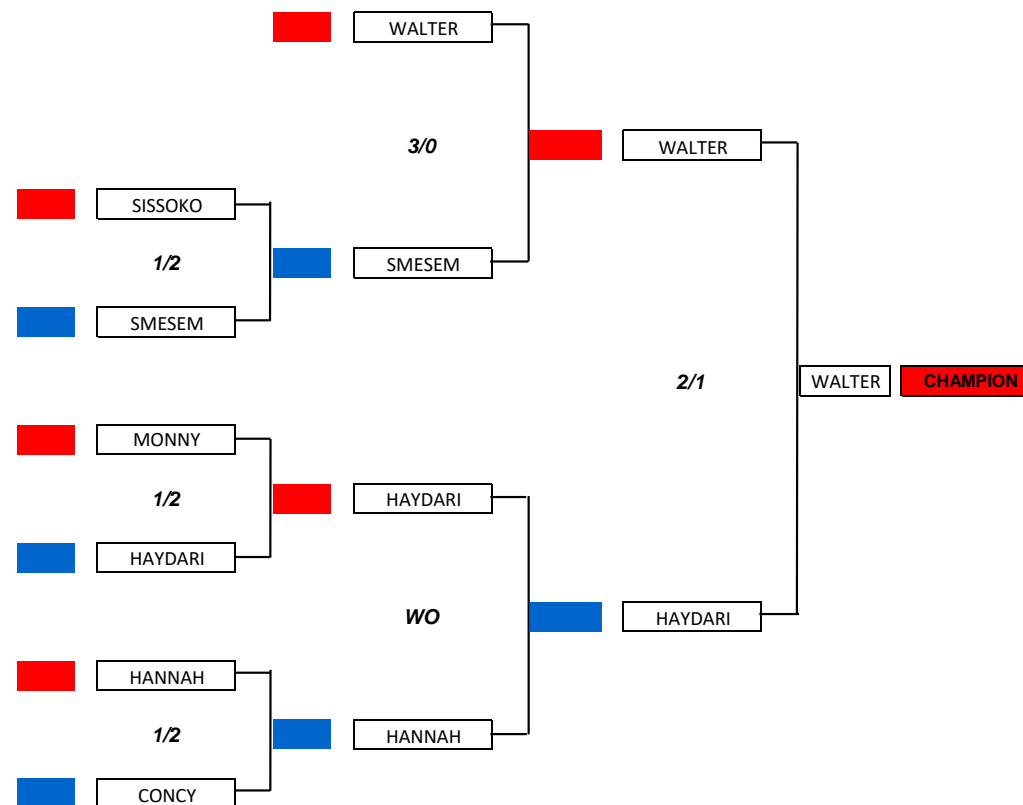 WALTER
3/0
WALTER
SISSOKO
1/2
SMESEM
SMESEM
2/1
WALTER
CHAMPION
MONNY
1/2
HAYDARI
HAYDARI
WO
HAYDARI
HANNAH
1/2
HANNAH
CONCY